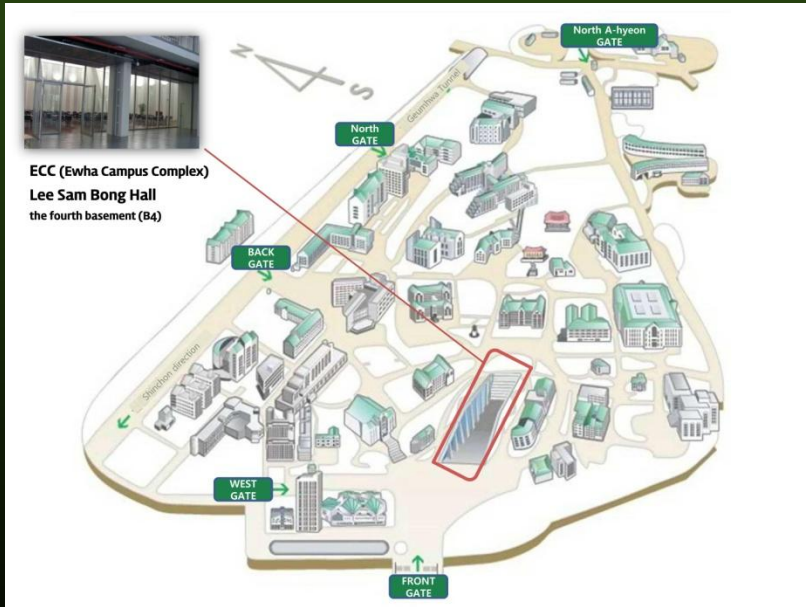 North A-hyeon
GATE
N
S
Geumhwa Tunnel
North
GATE
ECC (Ewha Campus Complex)
Lee Sam Bong Hall
the fourth basement (B4)
BACK
GATE
Shinchon direction
WEST
GATE
FRONT
GATE